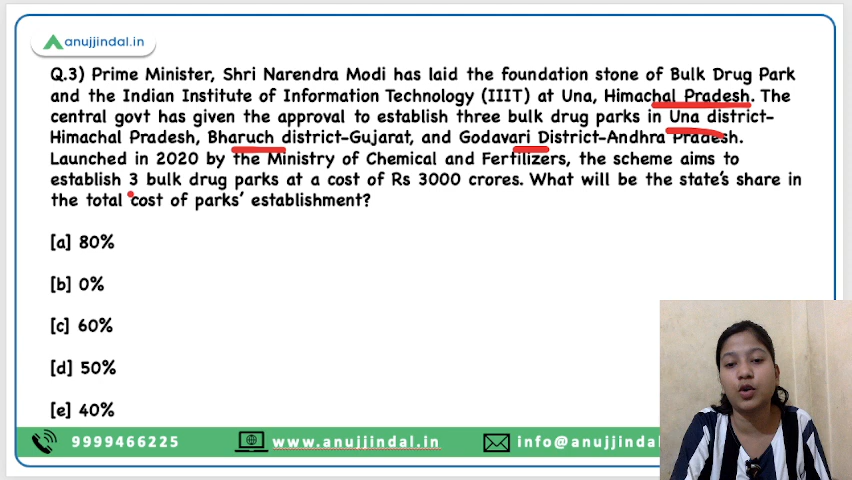 anujjindal.in
Q.3) Prime Minister, Shri Narendra Modi has laid the foundation stone of Bulk Drug Park
and the Indian Institute of Information Technology (IIIT) at Una, Himachal Pradesh. The
central govt has given the approval to establish three bulk drug parks in Una district-
Himachal Pradesh, Bharuch district-Gujarat, and Godavari District-Andhra Pradesh.
Launched in 2020 by the Ministry of Chemical and Fertilizers, the scheme aims to
establish 3 bulk drug parks at a cost of Rs 3000 crores. What will be the state's share in
the total cost of parks' establishment?
[a] 80%
[b] 0%
[c] 60%
[d] 50%
[e] 40%
9999466225 www.anujjindal.in info@anujjindal